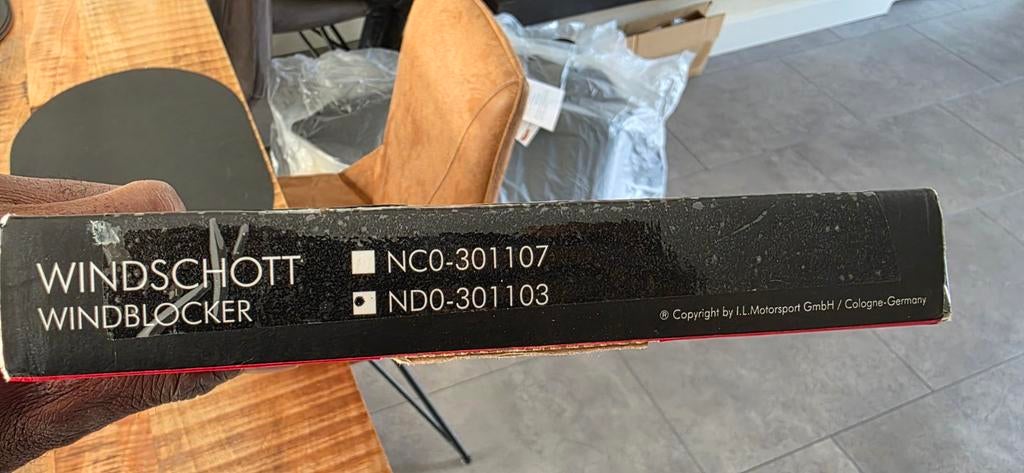 WINDSCHOTT
WINDBLOCKER
NC0-301107
ND0-301103
® Copyright by I.L.Motorsport GmbH / Cologne-Germany